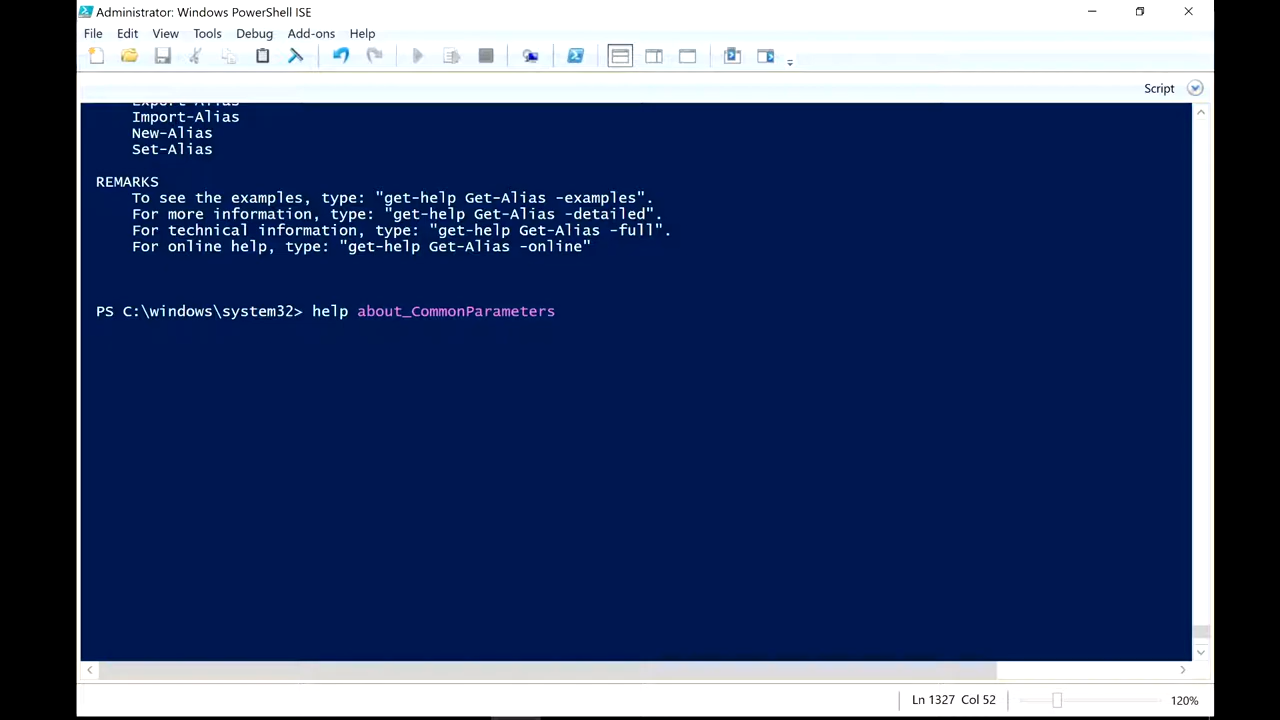 Administrator: Windows PowerShell ISE
File Edit View Tools Debug Add-ons Help
Script
Export-Alias
Import-Alias
New-Alias
Set-Alias
REMARKS
To see the examples, type: "get-help Get-Alias -examples".
For more information, type: "get-help Get-Alias -detailed".
For technical information, type: "get-help Get-Alias -full".
For online help, type: "get-help Get-Alias -online"
PS C:\windows\system32> help about_CommonParameters
Ln 1327 Col 52
120%